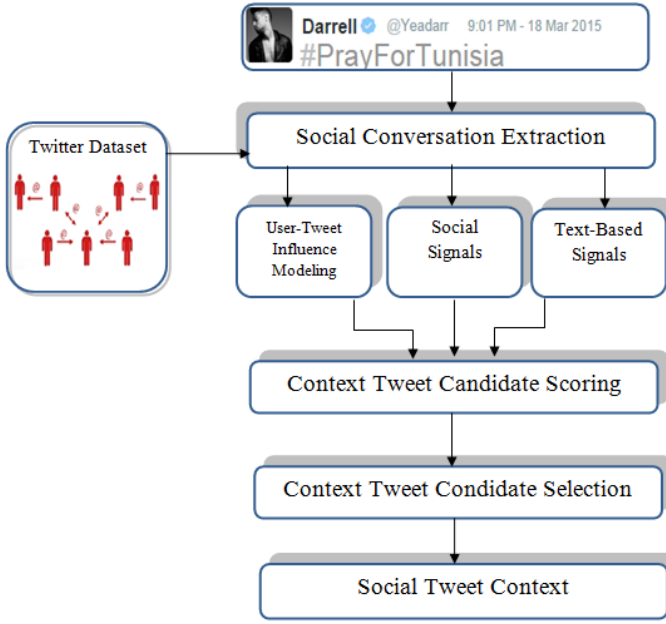 Darrell @Yeadarr 9:01 PM - 18 Mar 2015
#PrayForTunisia
Social Conversation Extraction
Twitter Dataset
@ @
@ @
@ @
User-Tweet
Influence
Modeling
Social
Signals
Text-Based
Signals
Context Tweet Candidate Scoring
Context Tweet Condidate Selection
Social Tweet Context